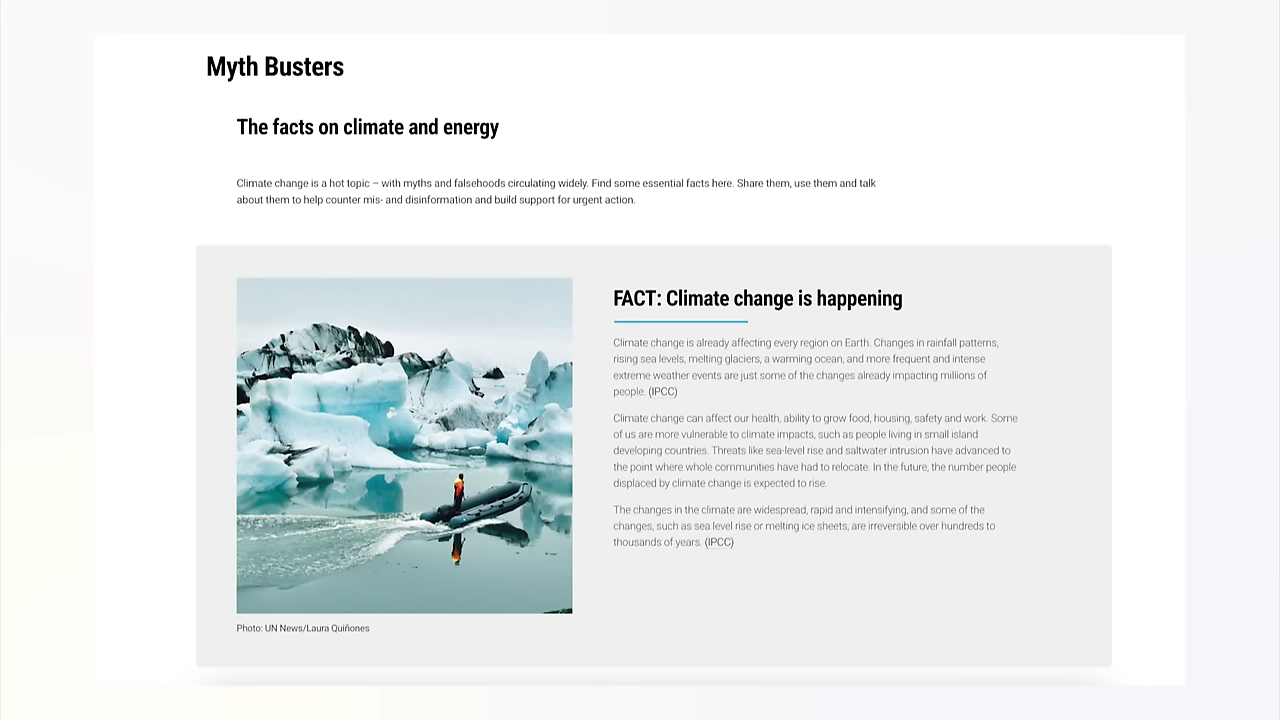 Myth Busters
The facts on climate and energy
Climate change is a hot topic – with myths and falsehoods circulating widely. Find some essential facts here. Share them, use them and talk
about them to help counter mis- and disinformation and build support for urgent action.
FACT: Climate change is happening
Climate change is already affecting every region on Earth. Changes in rainfall patterns,
rising sea levels, melting glaciers, a warming ocean, and more frequent and intense
extreme weather events are just some of the changes already impacting millions of
people. (IPCC)
Climate change can affect our health, ability to grow food, housing, safety and work. Some
of us are more vulnerable to climate impacts, such as people living in small island
developing countries. Threats like sea-level rise and saltwater intrusion have advanced to
the point where whole communities have had to relocate. In the future, the number people
displaced by climate change is expected to rise.
The changes in the climate are widespread, rapid and intensifying, and some of the
changes, such as sea level rise or melting ice sheets, are irreversible over hundreds to
thousands of years. (IPCC)
Photo: UN News/Laura Quiñones